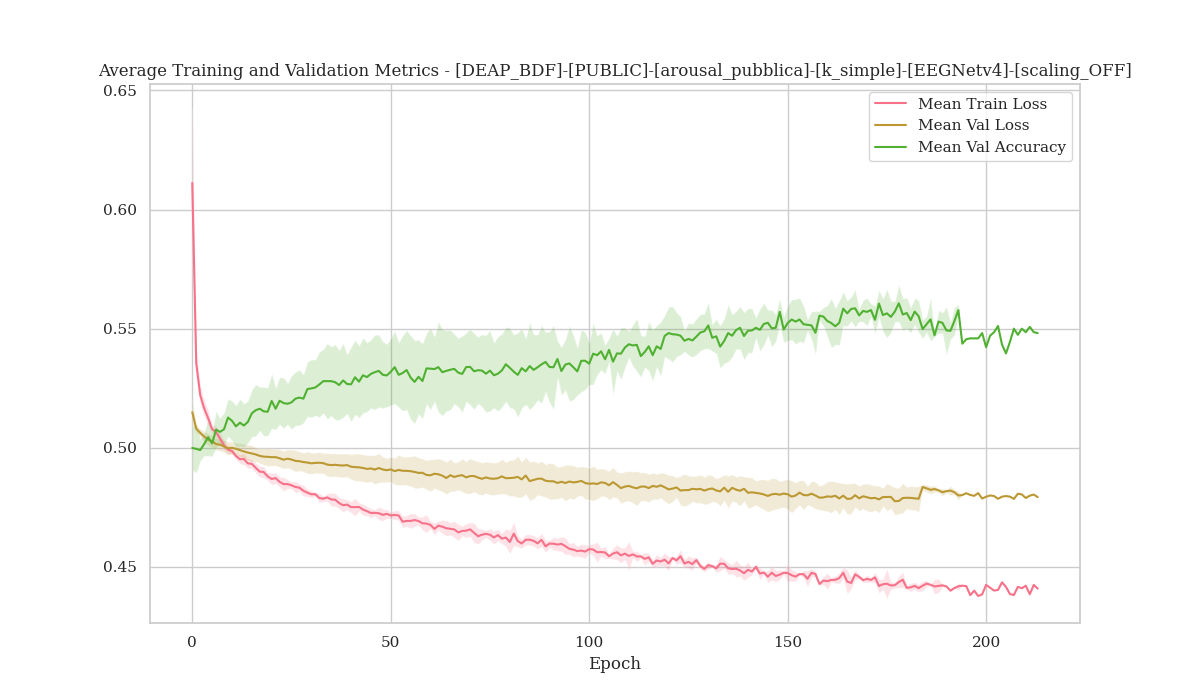 Average Training and Validation Metrics - [DEAP_BDF]-[PUBLIC]-[arousal_pubblica]-[k_simple]-[EEGNetv4]-[scaling_OFF]
0.65
Mean Train Loss
Mean Val Loss
Mean Val Accuracy
0.60
0.55
0.50
0.45
0 50 100 150 200
Epoch